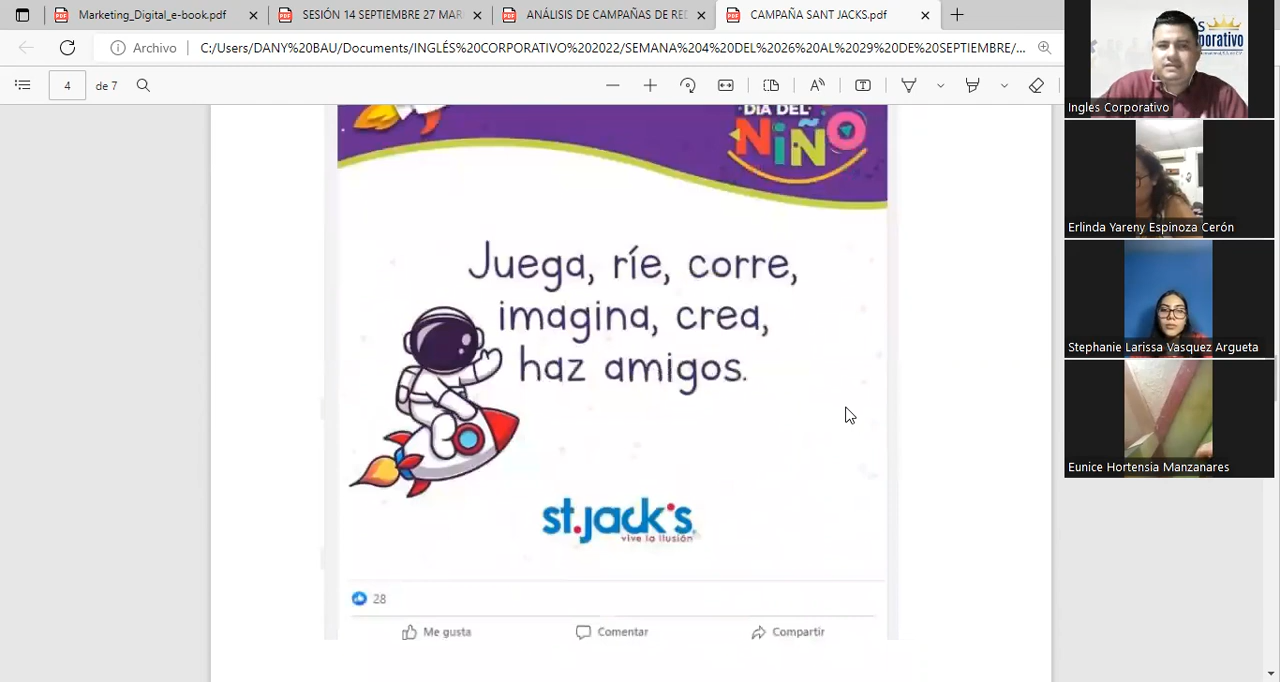 Marketing_Digital_e-book.pdf
SESIÓN 14 SEPTIEMBRE 27 MAR
ANÁLISIS DE CAMPAÑAS DE RE
CAMPAÑA SANT JACKS.pdf
Archivo
C:/Users/DANY%20BAU/Documents/INGLÉS%20CORPORATIVO%202022/SEMANA%204%20DEL%2026%20AL%2029%20DE%20SEPTIEMBRE/...
4
de 7
DÍA DEL
NIÑO
Juega, ríe, corre,
imagina, crea,
haz amigos.
st.jack's
vive la ilusión
28
Me gusta
Comentar
Compartir
Ingles Corporativo
Erlinda Yareny Espinoza Cerón
Stephanie Larissa Vasquez Argueta
Eunice Hortensia Manzanares